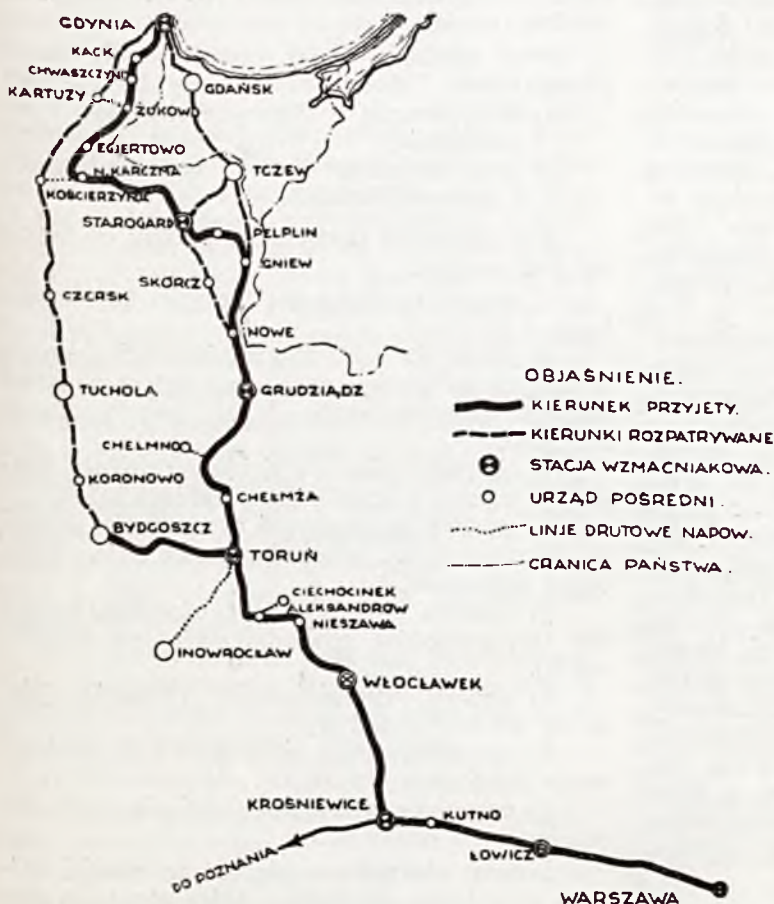 GDYNIA
KACK
CHWASZCZYN
KARTUZY
GDAŃSK
ŻUKOW
EGIERTOWO
N.KARCZMA
TCZEW
KOŚCIERZYNA
STAROGARD
PELPLIN
GNIEW
SKÓRCZ
CZERSK
NOWE
TUCHOLA
GRUDZIĄDZ
CHEŁMNO
KORONOWO
CHEŁMŻA
BYDGOSZCZ
TORUŃ
CIECHOCINEK
ALEKSANDRÓW
NIESZAWA
INOWROCŁAW
WŁOCŁAWEK
KROŚNIEWICE
KUTNO
DO POZNANIA
ŁOWICZ
WARSZAWA
OBJAŚNIENIE.
KIERUNEK PRZYJĘTY.
KIERUNKI ROZPATRYWANE
STACJA WZMACNIAKOWA.
URZĄD POŚREDNI.
LINJE DRUTOWE NAPOW.
GRANICA PAŃSTWA.